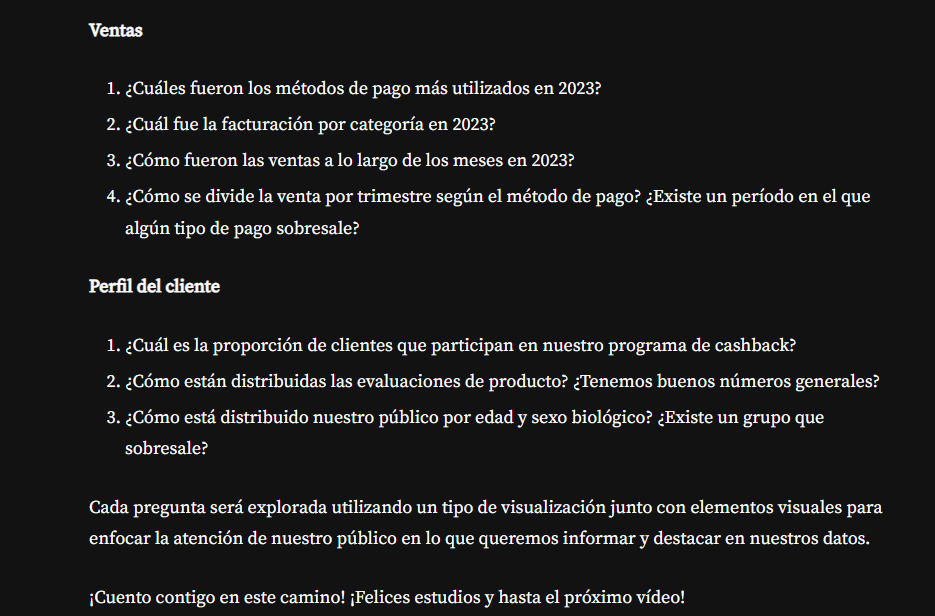 Ventas
1. ¿Cuáles fueron los métodos de pago más utilizados en 2023?
2. ¿Cuál fue la facturación por categoría en 2023?
3. ¿Cómo fueron las ventas a lo largo de los meses en 2023?
4. ¿Cómo se divide la venta por trimestre según el método de pago? ¿Existe un período en el que
algún tipo de pago sobresale?
Perfil del cliente
1. ¿Cuál es la proporción de clientes que participan en nuestro programa de cashback?
2. ¿Cómo están distribuidas las evaluaciones de producto? ¿Tenemos buenos números generales?
3. ¿Cómo está distribuido nuestro público por edad y sexo biológico? ¿Existe un grupo que
sobresale?
Cada pregunta será explorada utilizando un tipo de visualización junto con elementos visuales para
enfocar la atención de nuestro público en lo que queremos informar y destacar en nuestros datos.
¡Cuento contigo en este camino! ¡Felices estudios y hasta el próximo vídeo!